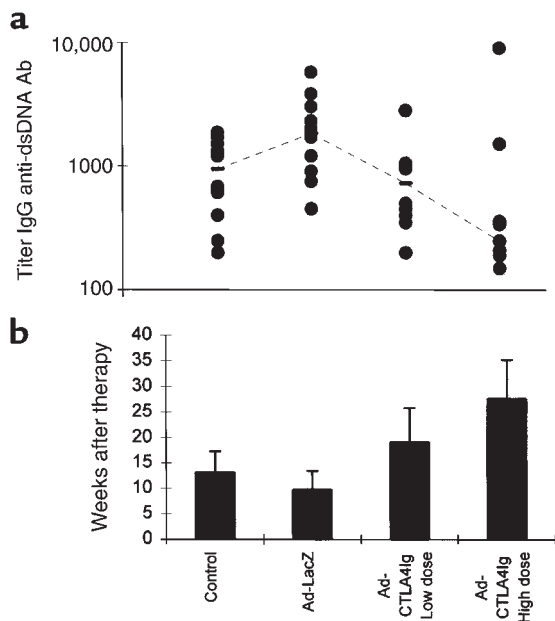 a
10,000
1000
100
Titer IgG anti-dsDNA Ab
b
40
35
30
25
20
15
10
5
0
Weeks after therapy
Control
Ad-LacZ
Ad-
CTLA4Ig
Low dose
Ad-
CTLA4Ig
High dose